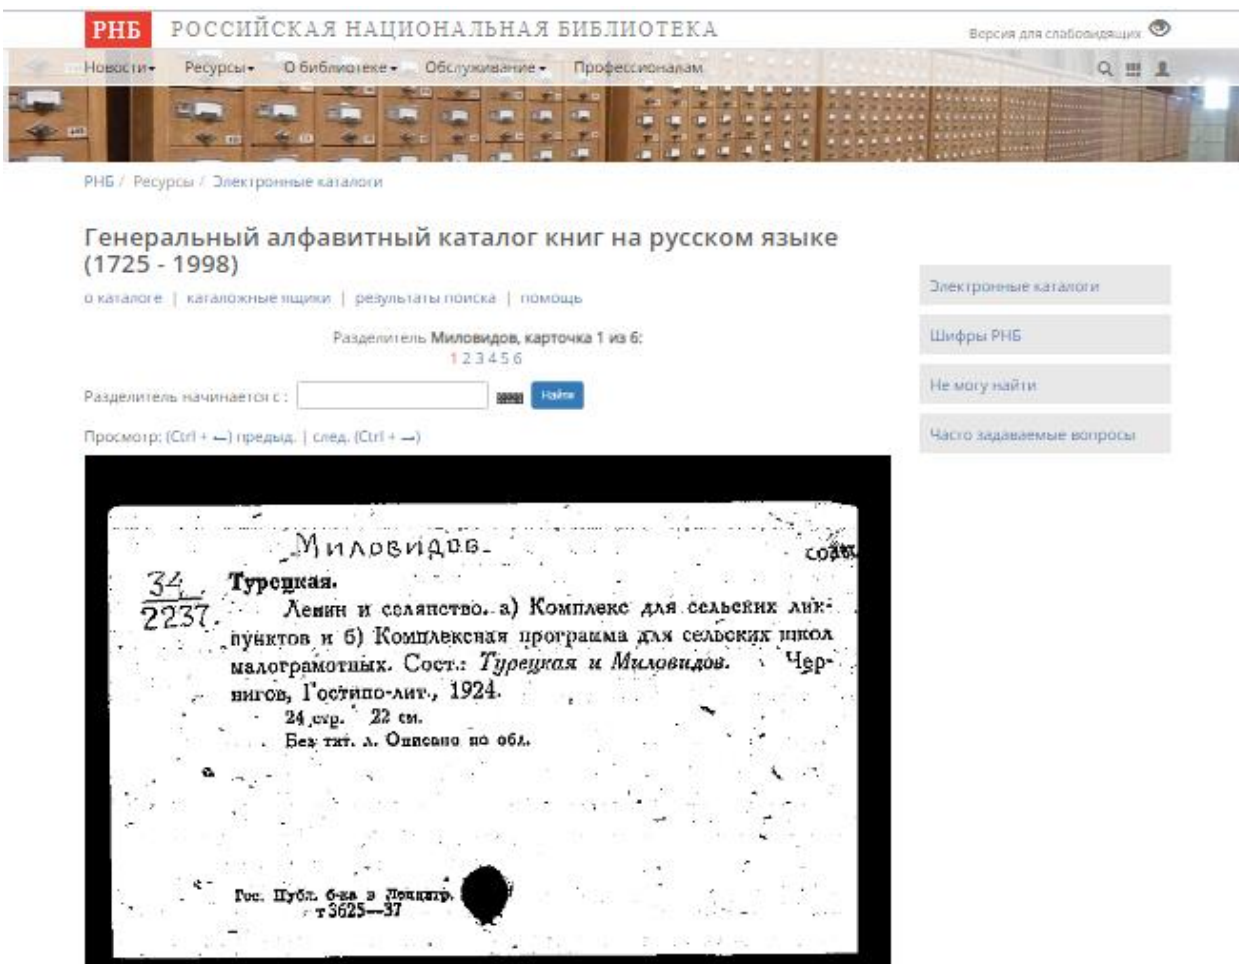 РНБ РОССИЙСКАЯ НАЦИОНАЛЬНАЯ БИБЛИОТЕКА
Версия для слабовидящих
Новости Ресурсы О библиотеке Обслуживание Профессионалам
РНБ / Ресурсы / Электронные каталоги
Генеральный алфавитный каталог книг на русском языке
(1725 - 1998)
о каталоге | каталожные ящики | результаты поиска | помощь
Разделитель Миловидов, карточка 1 из 6:
1 2 3 4 5 6
Разделитель начинается с : Найти
Просмотр: (Ctrl + ←) предыд. | след. (Ctrl + →)
Электронные каталоги
Шифры РНБ
Не могу найти
Часто задаваемые вопросы
Миловидов.
34
2237.
Турецкая.
Ленин и селянство. а) Комплекс для сельских лик-
пунктов и б) Комплексная программа для сельских школ
малограмотных. Сост.: Турецкая и Миловидов. Чер-
нигов, Гостипо-лит., 1924.
24 стр. 22 см.
Без тит. л. Описано по обл.
Гос. Публ. б-ка в Ленингр.
т 3625—37